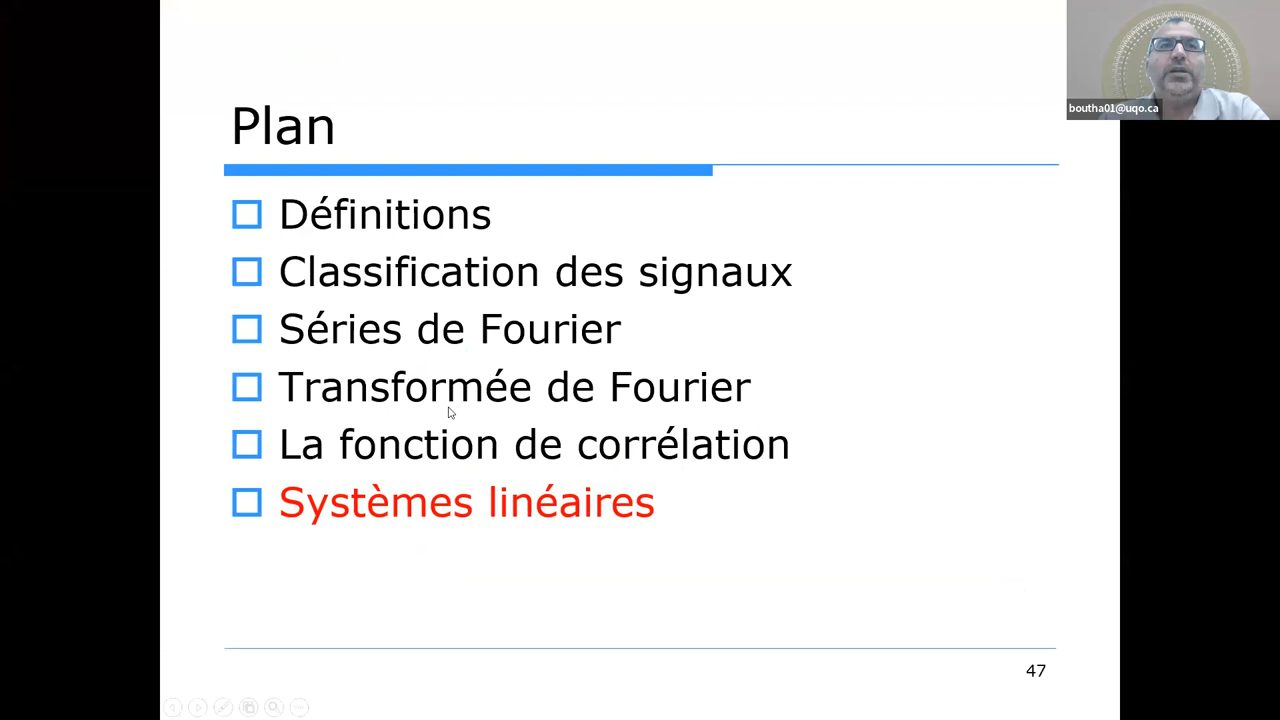 boutha01@uqo.ca
Plan
Définitions
Classification des signaux
Séries de Fourier
Transformée de Fourier
La fonction de corrélation
Systèmes linéaires
47